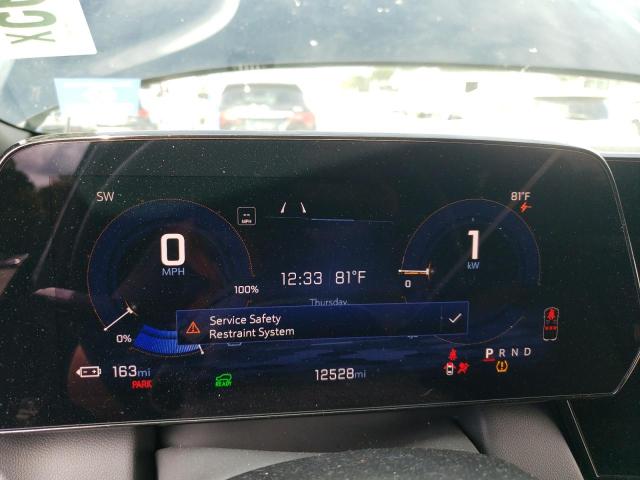 SW
-- MPH
81°F
0
MPH
1
kW
100%
12:33 81°F
0
Thursday
Service Safety
Restraint System
0%
P R N D
163mi
PARK
READY
12528mi